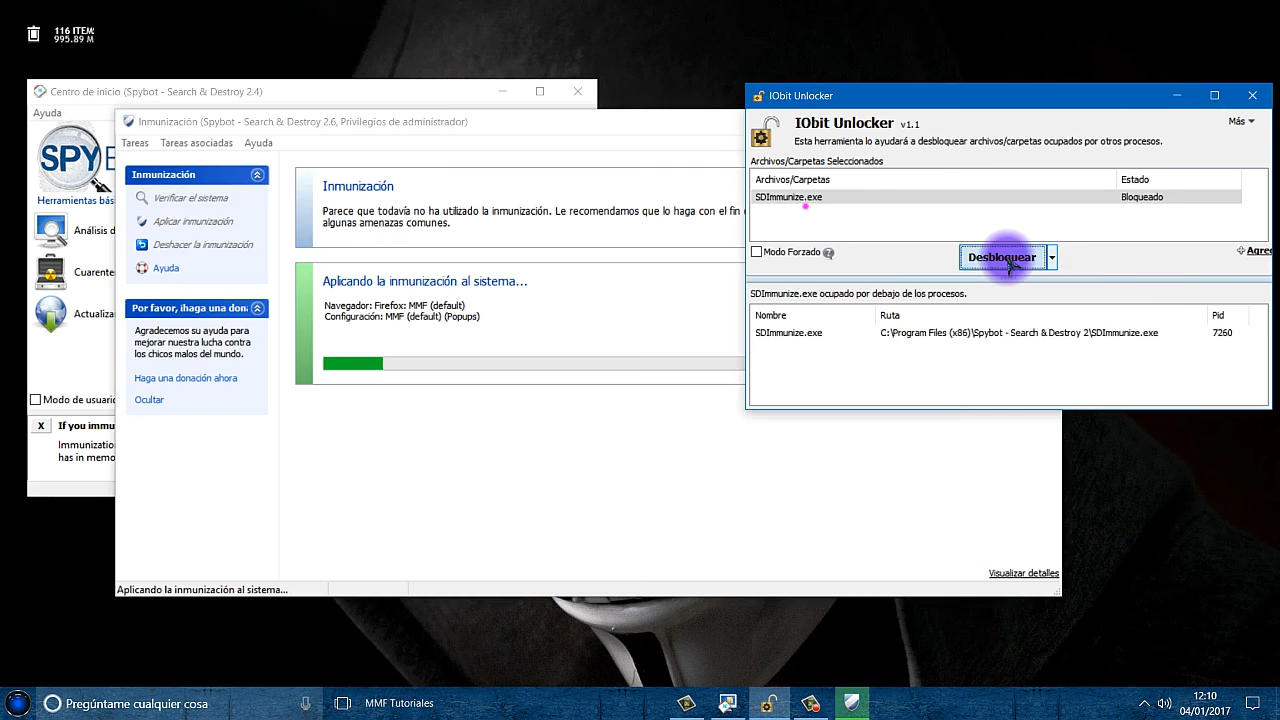 116 ITEM
995.89 M
Centro de inicio (Spybot - Search & Destroy 2.4)
Ayuda
SPY
Herramientas bás
Análisis d
Cuarente
Actualiza
Modo de usuario
X If you immu
Immunization
has in memo
Inmunización (Spybot - Search & Destroy 2.6, Privilegios de administrador)
Tareas Tareas asociadas Ayuda
Inmunización
Verificar el sistema
Aplicar inmunización
Deshacer la inmunización
Ayuda
Por favor, ¡haga una don
Agradecemos su ayuda para
mejorar nuestra lucha contra
los chicos malos del mundo.
Haga una donación ahora
Ocultar
Inmunización
Parece que todavía no ha utilizado la inmunización. Le recomendamos que lo haga con el fin d
algunas amenazas comunes.
Aplicando la inmunización al sistema...
Navegador: Firefox: MMF (default)
Configuración: MMF (default) (Popups)
Visualizar detalles
Aplicando la inmunización al sistema...
IObit Unlocker
IObit Unlocker v1.1
Más
Esta herramienta lo ayudará a desbloquear archivos/carpetas ocupados por otros procesos.
Archivos/Carpetas Seleccionados
Archivos/Carpetas Estado
SDImmunize.exe Bloqueado
Modo Forzado
Desbloquear
Agreg
SDImmunize.exe ocupado por debajo de los procesos.
Nombre Ruta Pid
SDImmunize.exe C:\Program Files (x86)\Spybot - Search & Destroy 2\SDImmunize.exe 7260
Pregúntame cualquier cosa
MMF Tutoriales
12:10
04/01/2017